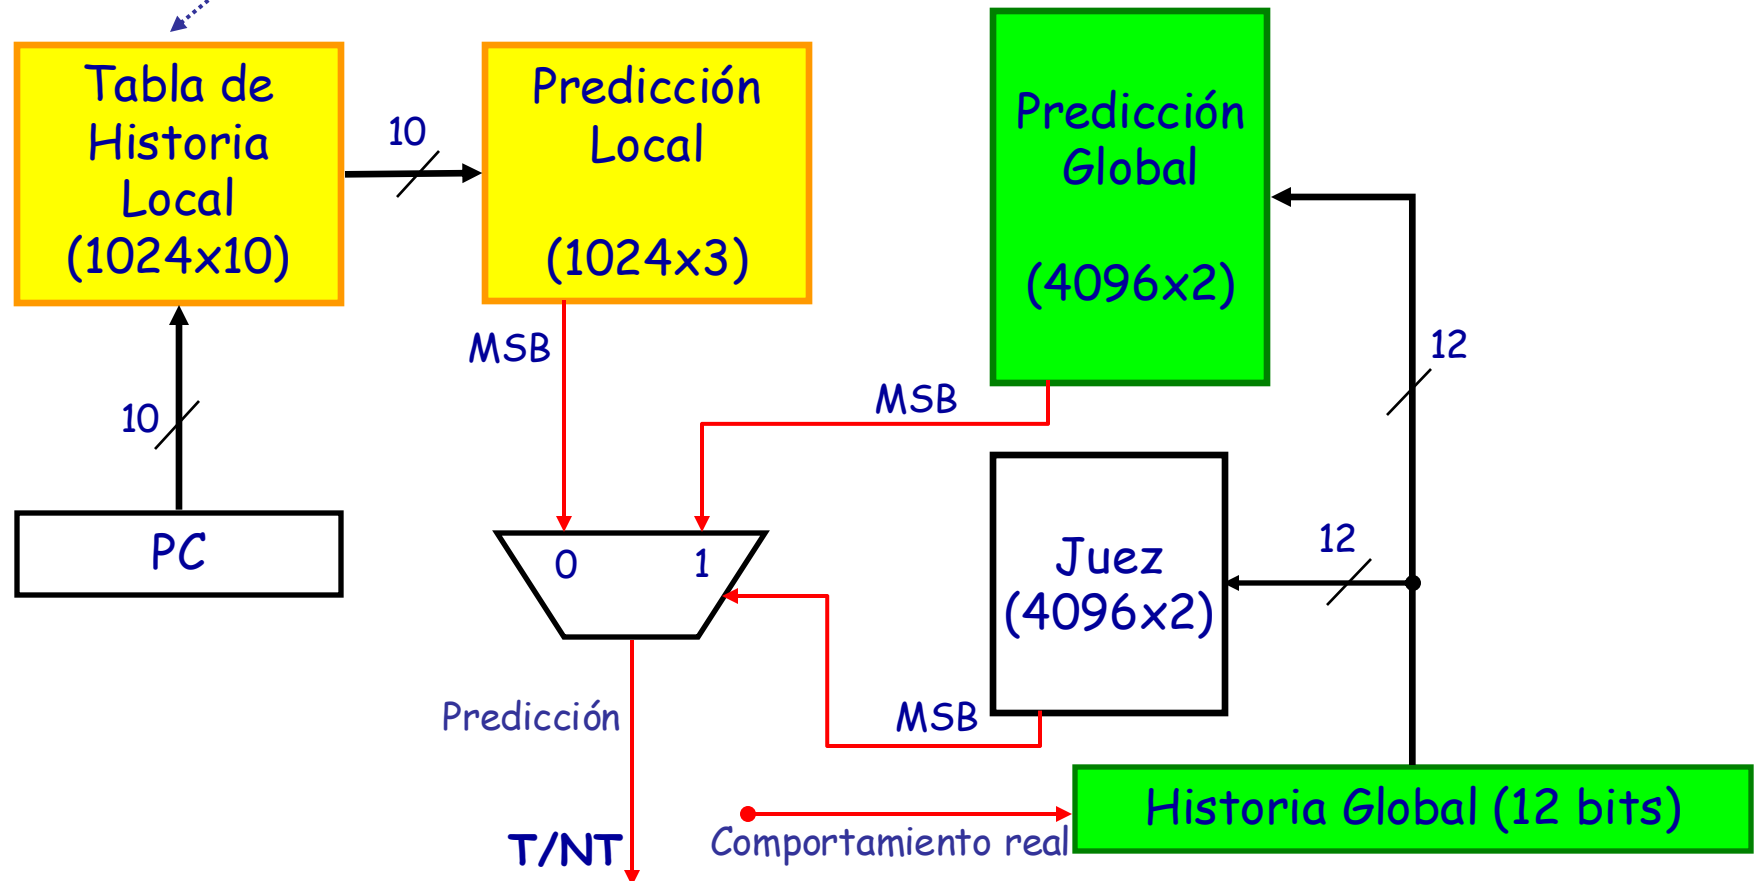 Tabla de
Historia
Local
(1024x10)
10
Predicción
Local
(1024x3)
Predicción
Global
(4096x2)
MSB
MSB
12
10
PC
0
1
Juez
(4096x2)
12
Predicción
MSB
T/NT
Comportamiento real
Historia Global (12 bits)